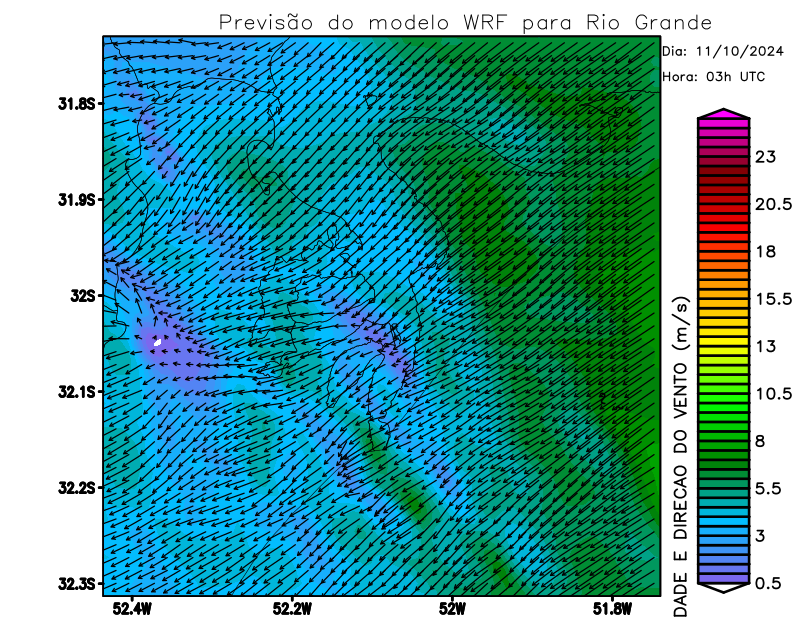 Previsão do modelo WRF para Rio Grande
Dia: 11/10/2024
Hora: 03h UTC
31.8S
31.9S
32S
32.1S
32.2S
32.3S
52.4W
52.2W
52W
51.8W
23
20.5
18
15.5
13
10.5
8
5.5
3
0.5
DADE E DIRECAO DO VENTO (m/s)